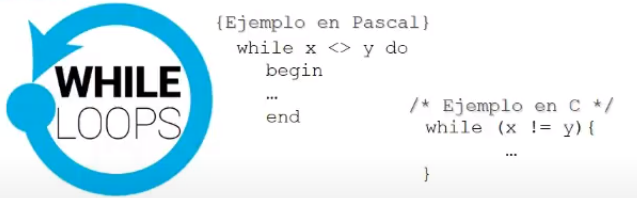 WHILE
LOOPS
{Ejemplo en Pascal}
while x <> y do
begin
…
end
/* Ejemplo en C */
while (x != y){
…
}